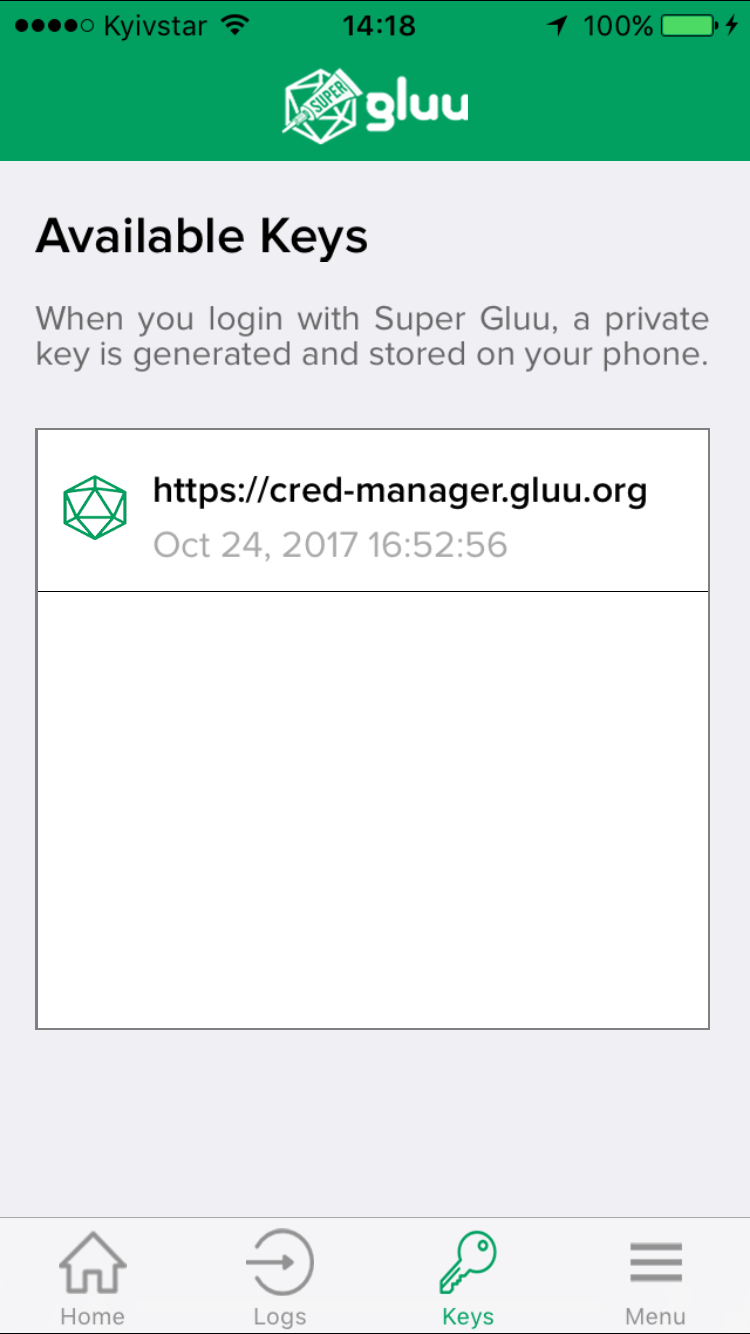 Kyivstar 14:18 100%
SUPER gluu
Available Keys
When you login with Super Gluu, a private
key is generated and stored on your phone.
https://cred-manager.gluu.org
Oct 24, 2017 16:52:56
Home Logs Keys Menu